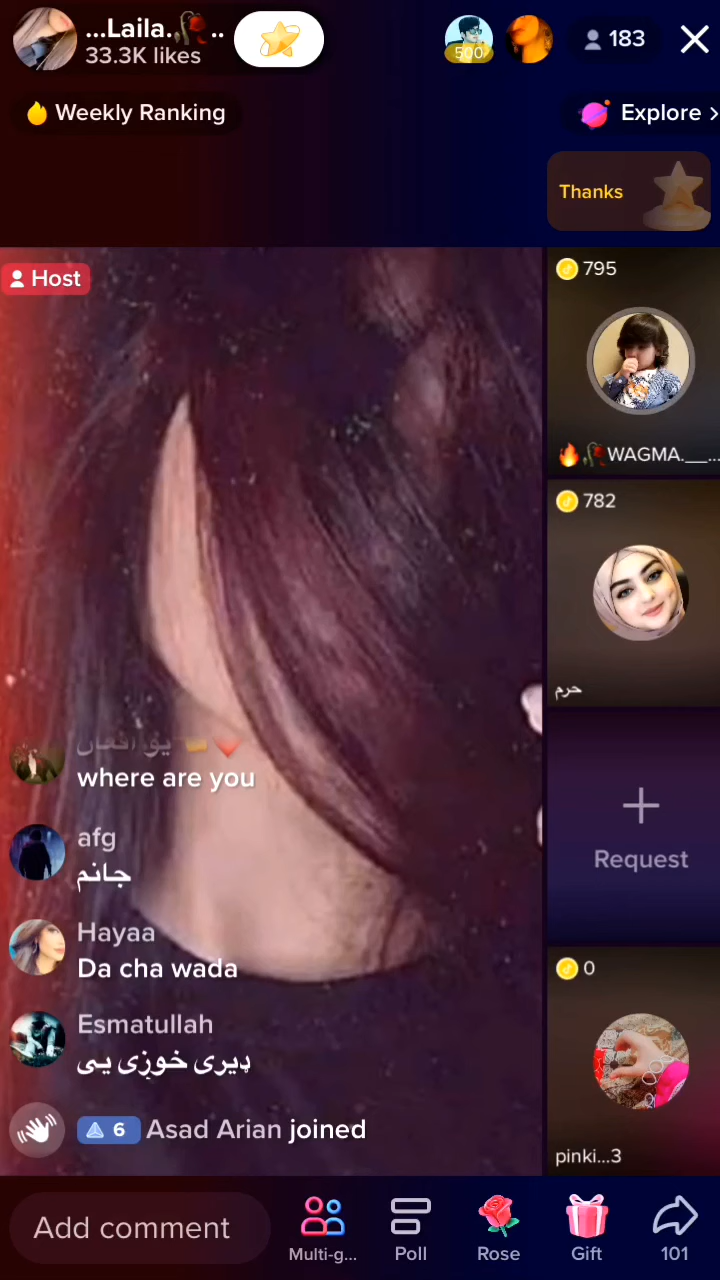 ...Laila.🥀..
33.3K likes
500
183
Weekly Ranking
Explore >
Thanks
Host
795
🔥🥀WAGMA.__...
782
حرم
Request
0
pinki...3
where are you
afg
جانم
Hayaa
Da cha wada
Esmatullah
ډیری خوږی یی
6 Asad Arian joined
Add comment
Multi-g...
Poll
Rose
Gift
101